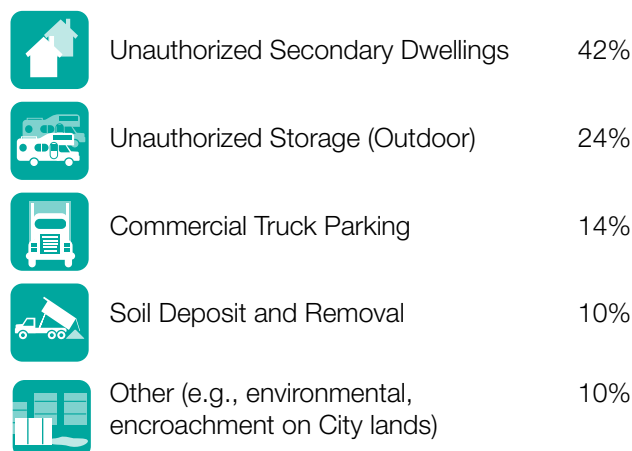 Unauthorized Secondary Dwellings 42%
Unauthorized Storage (Outdoor) 24%
Commercial Truck Parking 14%
Soil Deposit and Removal 10%
Other (e.g., environmental, 10%
encroachment on City lands)